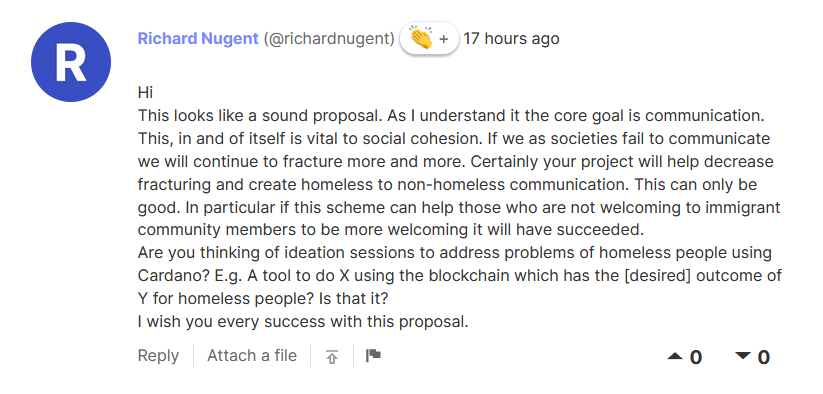 R
Richard Nugent (@richardnugent) + 17 hours ago
Hi
This looks like a sound proposal. As I understand it the core goal is communication.
This, in and of itself is vital to social cohesion. If we as societies fail to communicate
we will continue to fracture more and more. Certainly your project will help decrease
fracturing and create homeless to non-homeless communication. This can only be
good. In particular if this scheme can help those who are not welcoming to immigrant
community members to be more welcoming it will have succeeded.
Are you thinking of ideation sessions to address problems of homeless people using
Cardano? E.g. A tool to do X using the blockchain which has the [desired] outcome of
Y for homeless people? Is that it?
I wish you every success with this proposal.
Reply Attach a file 0 0